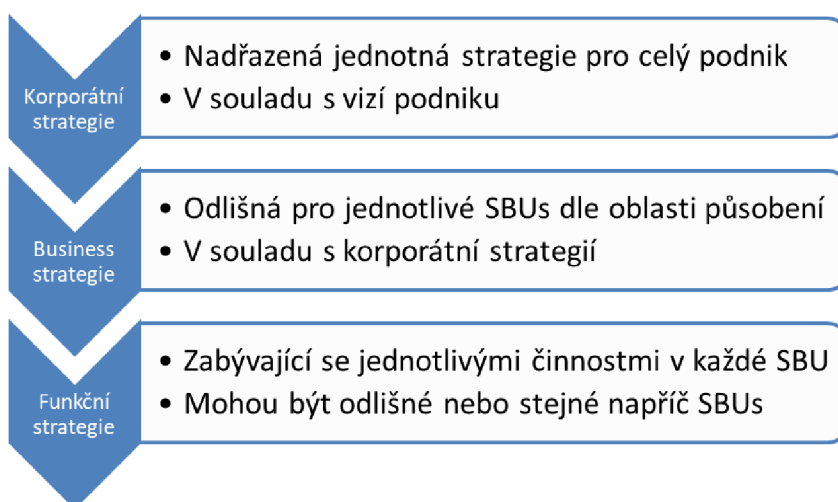 Korporátní
strategie
• Nadřazená jednotná strategie pro celý podnik
• V souladu s vizí podniku
Business
strategie
• Odlišná pro jednotlivé SBUs dle oblasti působení
• V souladu s korporátní strategií
Funkční
strategie
• Zabývající se jednotlivými činnostmi v každé SBU
• Mohou být odlišné nebo stejné napříč SBUs